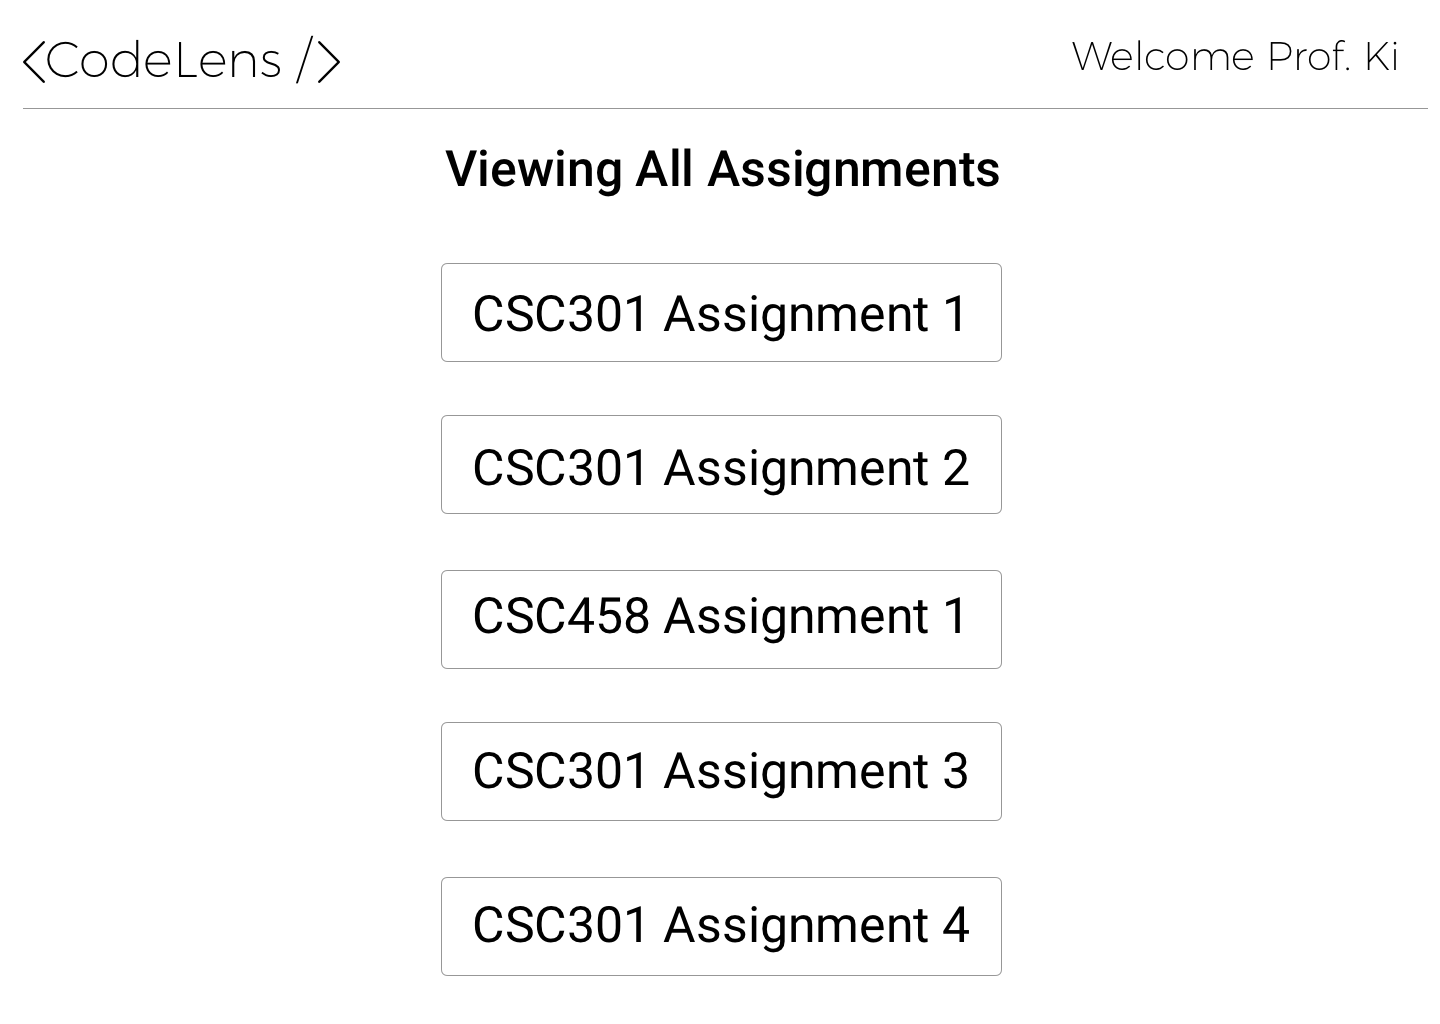 <CodeLens />
Welcome Prof. Ki
Viewing All Assignments
CSC301 Assignment 1
CSC301 Assignment 2
CSC458 Assignment 1
CSC301 Assignment 3
CSC301 Assignment 4